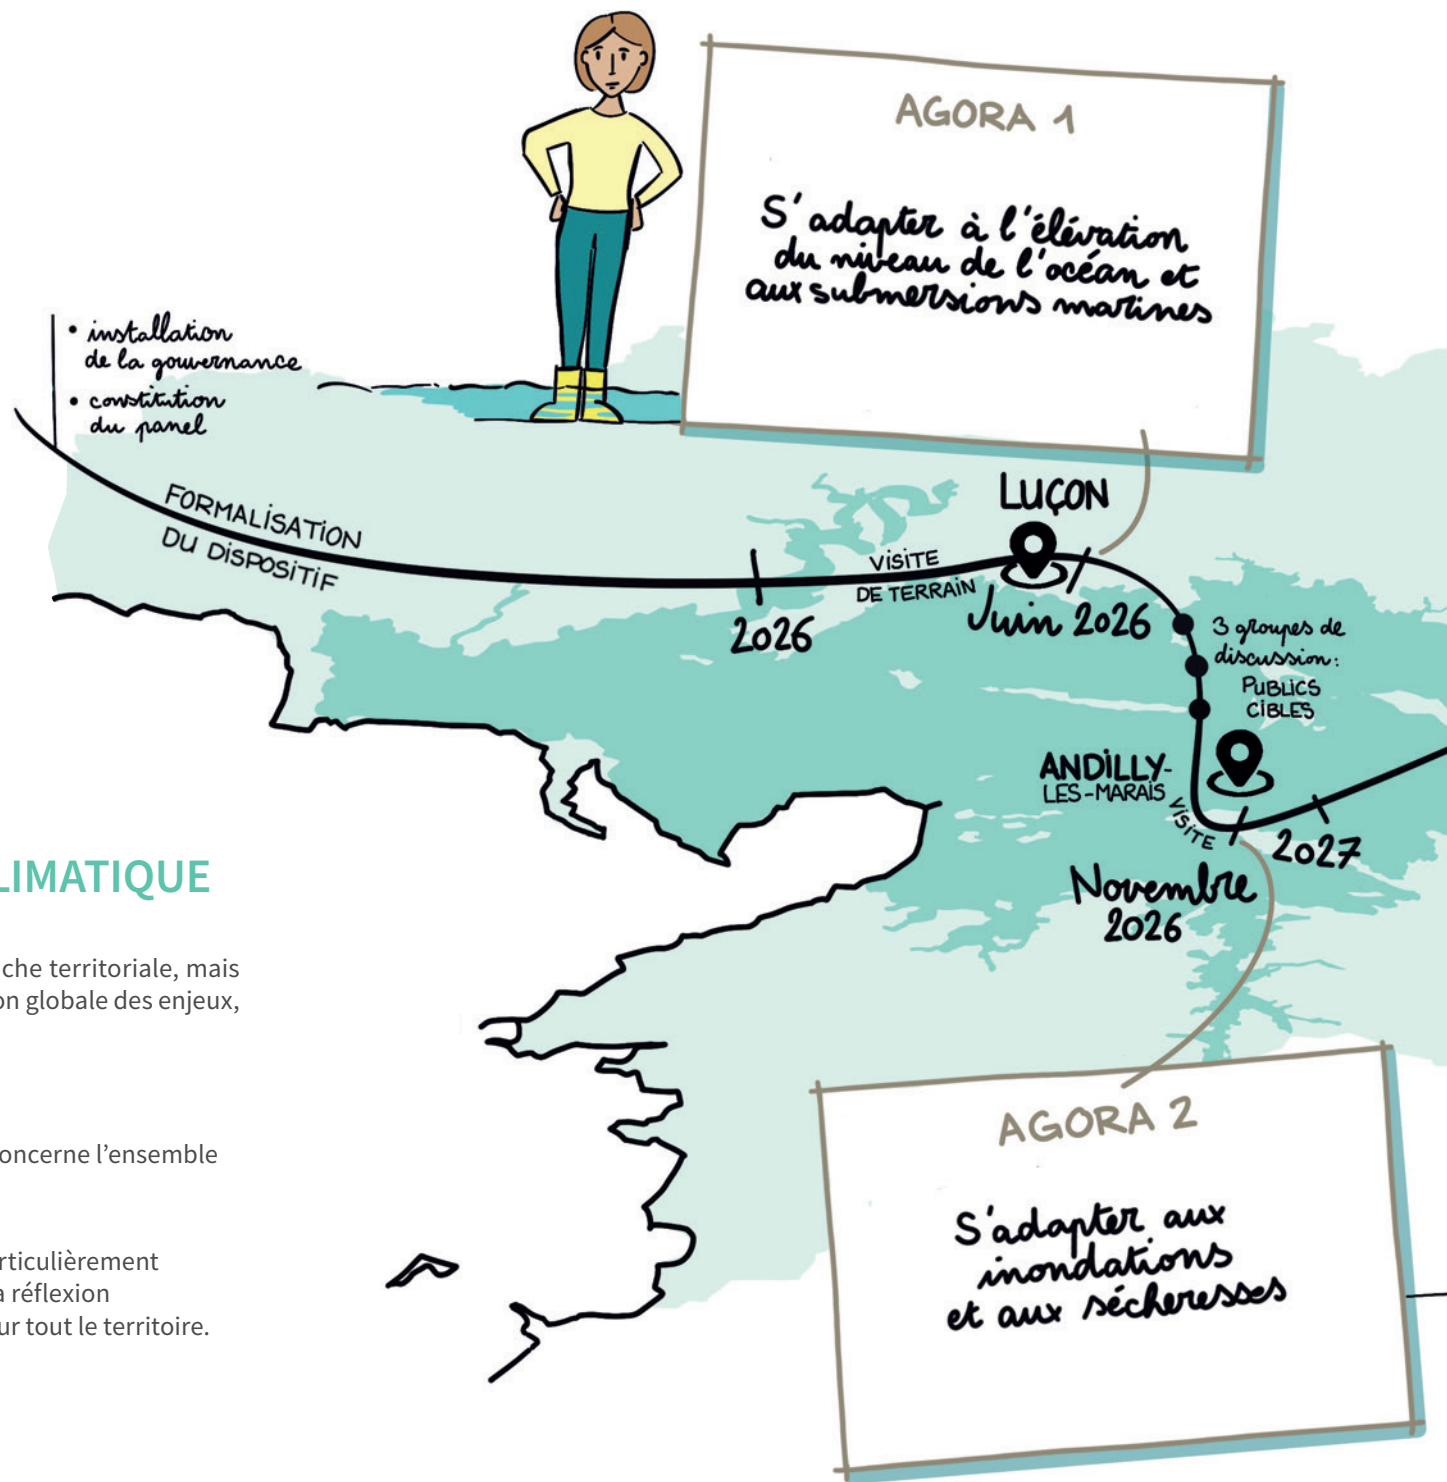 AGORA 1
S'adapter à l'élévation
du niveau de l'océan et
aux submersions marines
• installation
de la gouvernance
• constitution
du panel
FORMALISATION
DU DISPOSITIF
2026
VISITE
DE TERRAIN
LUÇON
Juin 2026
3 groupes de
discussion:
PUBLICS
CIBLES
ANDILLY-
LES-MARAIS
VISITE
2027
Novembre
2026
LIMATIQUE
che territoriale, mais
on globale des enjeux,
oncerne l'ensemble
rticulièrement
a réflexion
ur tout le territoire.
AGORA 2
S'adapter aux
inondations
et aux sécheresses